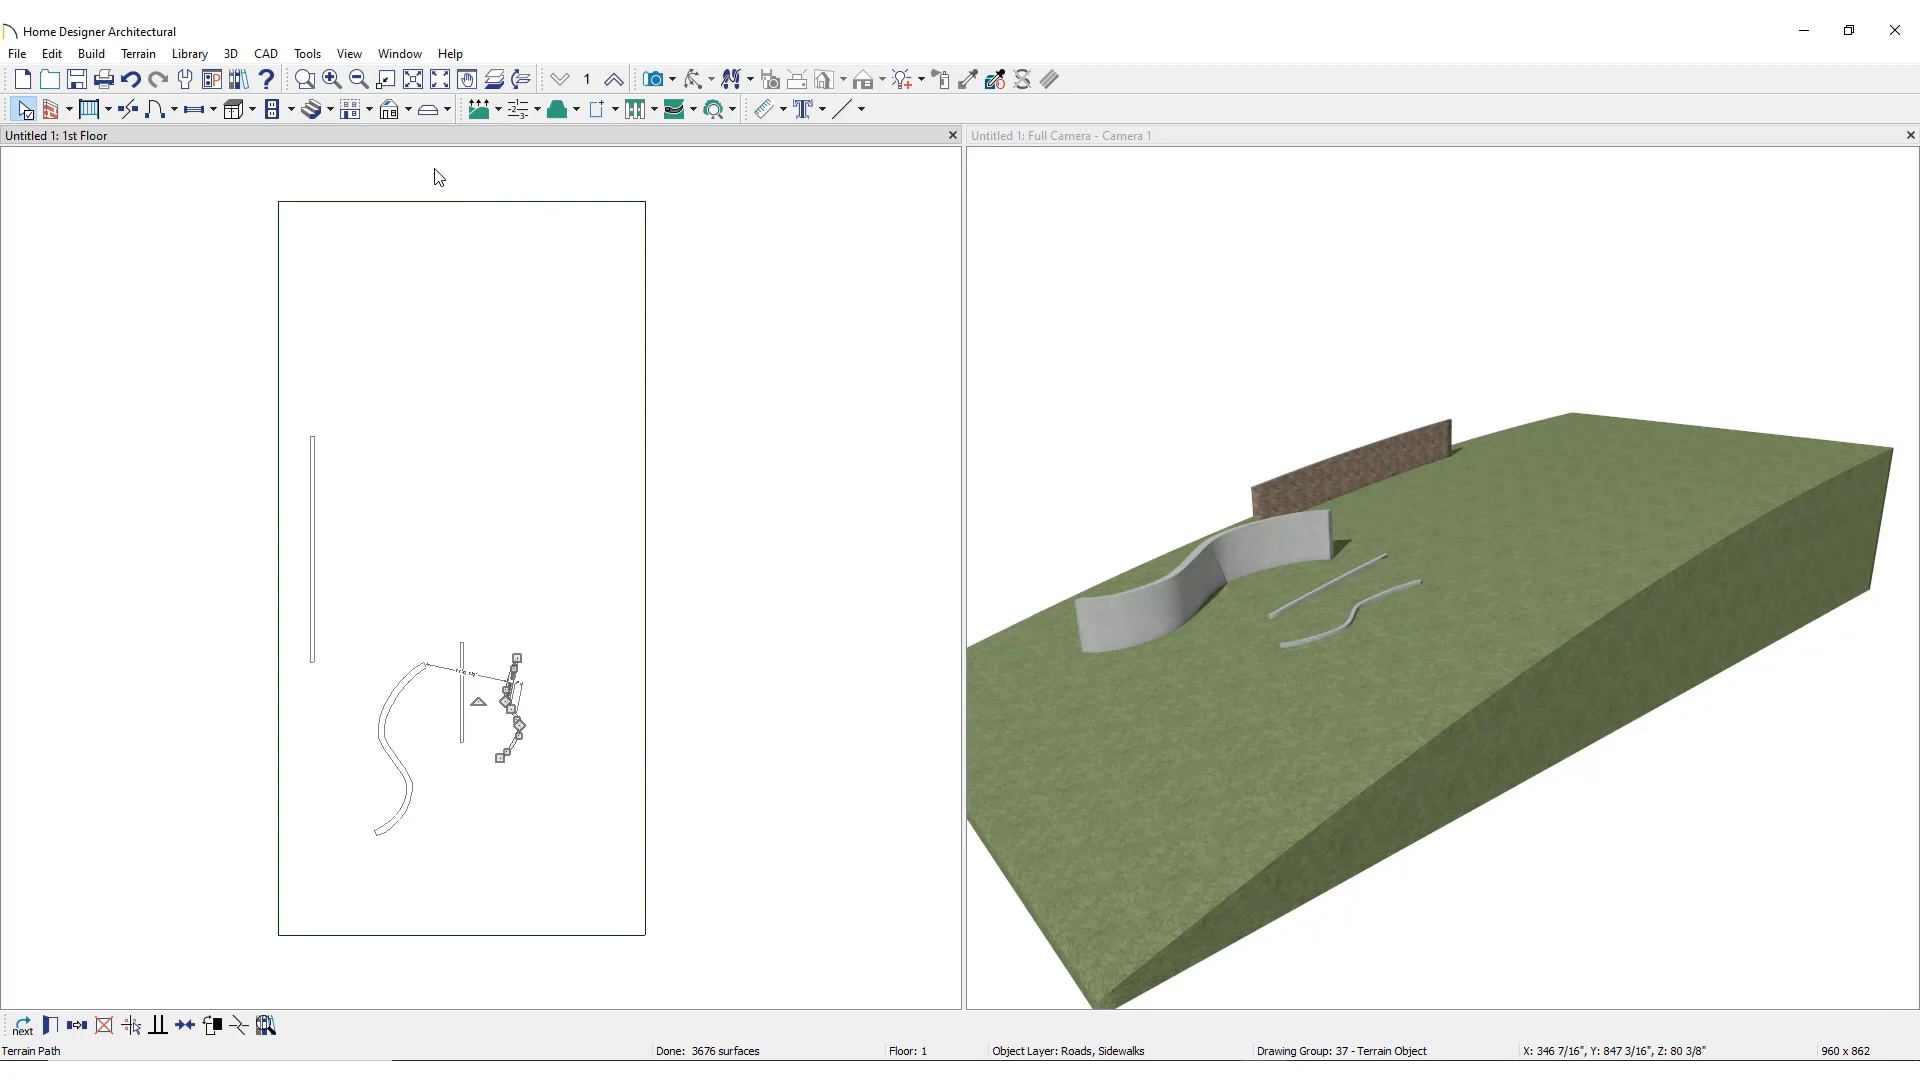 Home Designer Architectural
File Edit Build Terrain Library 3D CAD Tools View Window Help
1
Untitled 1: 1st Floor
Untitled 1: Full Camera - Camera 1
next
Terrain Path
Done: 3676 surfaces
Floor: 1
Object Layer: Roads, Sidewalks
Drawing Group: 37 - Terrain Object
X: 346 7/16", Y: 847 3/16", Z: 80 3/8"
960 x 862